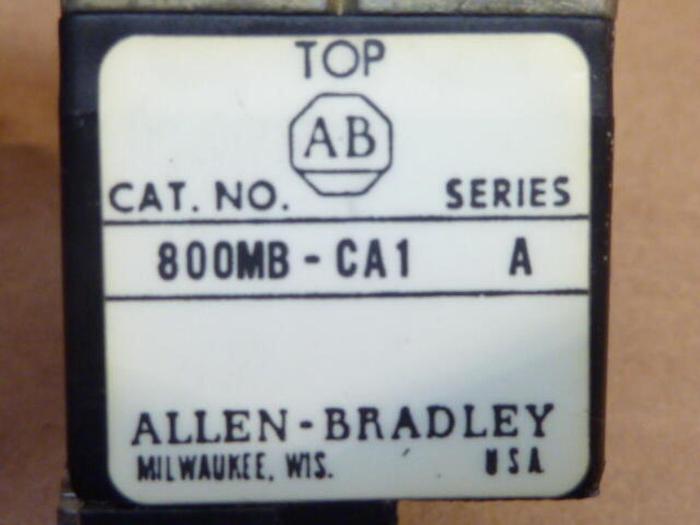 TOP
AB
CAT. NO. SERIES
800MB-CA1 A
ALLEN-BRADLEY
MILWAUKEE, WIS. USA